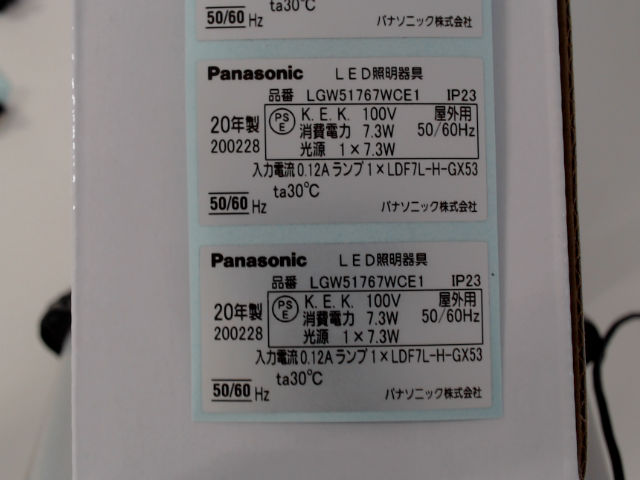 ta30℃
50/60 Hz
パナソニック株式会社
Panasonic LED照明器具
品番 LGW51767WCE1 IP23
20年製
200228
PS
E
K.E.K. 100V 屋外用
消費電力 7.3W 50/60Hz
光源 1×7.3W
入力電流0.12A ランプ1×LDF7L-H-GX53
ta30℃
50/60 Hz
パナソニック株式会社
Panasonic LED照明器具
品番 LGW51767WCE1 IP23
20年製
200228
PS
E
K.E.K. 100V 屋外用
消費電力 7.3W 50/60Hz
光源 1×7.3W
入力電流0.12A ランプ1×LDF7L-H-GX53
ta30℃
50/60 Hz
パナソニック株式会社